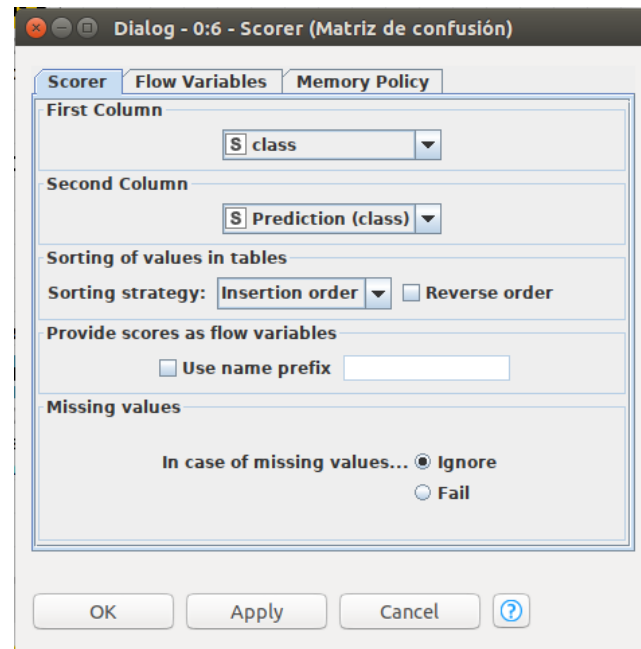 Dialog - 0:6 - Scorer (Matriz de confusión)
Scorer Flow Variables Memory Policy
First Column
S class
Second Column
S Prediction (class)
Sorting of values in tables
Sorting strategy: Insertion order Reverse order
Provide scores as flow variables
Use name prefix
Missing values
In case of missing values... Ignore
Fail
OK Apply Cancel ?